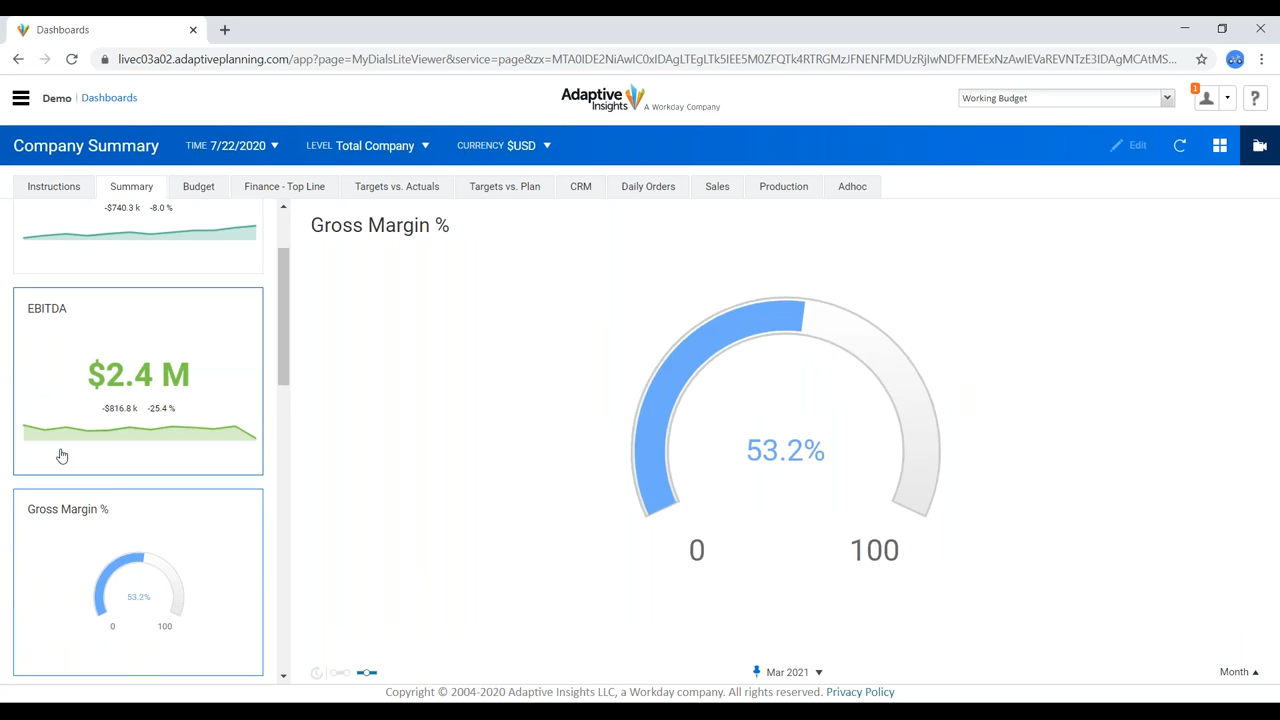 Dashboards
livec03a02.adaptiveplanning.com/app?page=MyDialsLiteViewer&service=page&zz=MTA0IDE2NiAwIC0xIDAgLTEgLTk5IEE5M0ZFQTk4RTRGMzJFNENFMDUzRjIwNDFFMEExNzAwIEVaREVNTzE3IDAgMCAtMS...
Demo | Dashboards
Adaptive Insights
A Workday Company
Working Budget
1
?
Company Summary
TIME 7/22/2020
LEVEL Total Company
CURRENCY $USD
Edit
Instructions
Summary
Budget
Finance - Top Line
Targets vs. Actuals
Targets vs. Plan
CRM
Daily Orders
Sales
Production
Adhoc
-$740.3 k -8.0 %
EBITDA
$2.4 M
-$816.8 k -25.4 %
Gross Margin %
53.2%
0 100
Gross Margin %
53.2%
0 100
Mar 2021
Month
Copyright © 2004-2020 Adaptive Insights LLC, a Workday company. All rights reserved. Privacy Policy